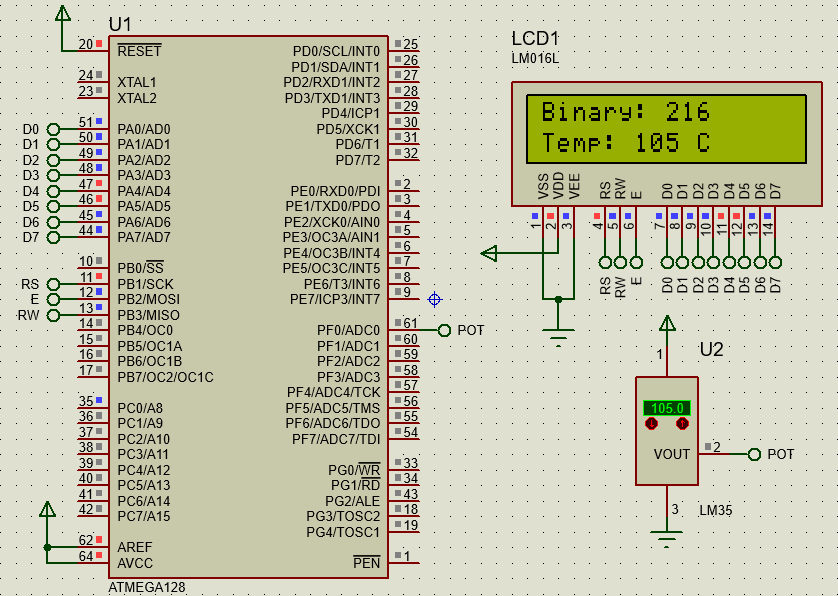 U1
20 RESET
24 XTAL1
23 XTAL2
D0 51 PA0/AD0
D1 50 PA1/AD1
D2 49 PA2/AD2
D3 48 PA3/AD3
D4 47 PA4/AD4
D5 46 PA5/AD5
D6 45 PA6/AD6
D7 44 PA7/AD7
10 PB0/SS
RS 11 PB1/SCK
E 12 PB2/MOSI
RW 13 PB3/MISO
14 PB4/OC0
15 PB5/OC1A
16 PB6/OC1B
17 PB7/OC2/OC1C
35 PC0/A8
36 PC1/A9
37 PC2/A10
38 PC3/A11
39 PC4/A12
40 PC5/A13
41 PC6/A14
42 PC7/A15
62 AREF
64 AVCC
PD0/SCL/INT0 25
PD1/SDA/INT1 26
PD2/RXD1/INT2 27
PD3/TXD1/INT3 28
PD4/ICP1 29
PD5/XCK1 30
PD6/T1 31
PD7/T2 32
PE0/RXD0/PDI 2
PE1/TXD0/PDO 3
PE2/XCK0/AIN0 4
PE3/OC3A/AIN1 5
PE4/OC3B/INT4 6
PE5/OC3C/INT5 7
PE6/T3/INT6 8
PE7/ICP3/INT7 9
PF0/ADC0 61 POT
PF1/ADC1 60
PF2/ADC2 59
PF3/ADC3 58
PF4/ADC4/TCK 57
PF5/ADC5/TMS 56
PF6/ADC6/TDO 55
PF7/ADC7/TDI 54
PG0/WR 33
PG1/RD 34
PG2/ALE 43
PG3/TOSC2 18
PG4/TOSC1 19
PEN 1
ATMEGA128
LCD1
LM016L
Binary: 216
Temp: 105 C
VSS VDD VEE RS RW E D0 D1 D2 D3 D4 D5 D6 D7
1 2 3 4 5 6 7 8 9 10 11 12 13 14
RS RW E D0 D1 D2 D3 D4 D5 D6 D7
U2
1
105.0
VOUT 2 POT
3
LM35